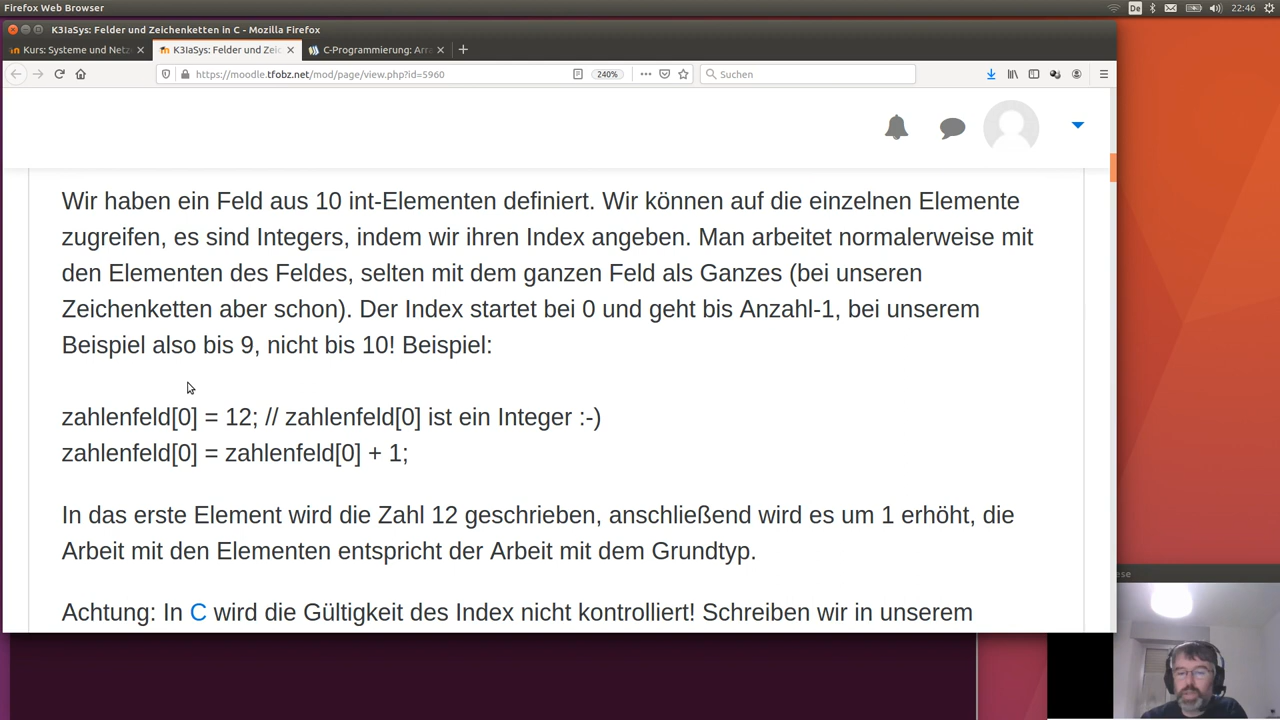 Firefox Web Browser
De
22:46
K3IaSys: Felder und Zeichenketten in C - Mozilla Firefox
Kurs: Systeme und Netz
K3IaSys: Felder und Zeic
C-Programmierung: Arr
https://moodle.tfobz.net/mod/page/view.php?id=5960
240%
Suchen
Wir haben ein Feld aus 10 int-Elementen definiert. Wir können auf die einzelnen Elemente
zugreifen, es sind Integers, indem wir ihren Index angeben. Man arbeitet normalerweise mit
den Elementen des Feldes, selten mit dem ganzen Feld als Ganzes (bei unseren
Zeichenketten aber schon). Der Index startet bei 0 und geht bis Anzahl-1, bei unserem
Beispiel also bis 9, nicht bis 10! Beispiel:
zahlenfeld[0] = 12; // zahlenfeld[0] ist ein Integer :-)
zahlenfeld[0] = zahlenfeld[0] + 1;
In das erste Element wird die Zahl 12 geschrieben, anschließend wird es um 1 erhöht, die
Arbeit mit den Elementen entspricht der Arbeit mit dem Grundtyp.
Achtung: In C wird die Gültigkeit des Index nicht kontrolliert! Schreiben wir in unserem